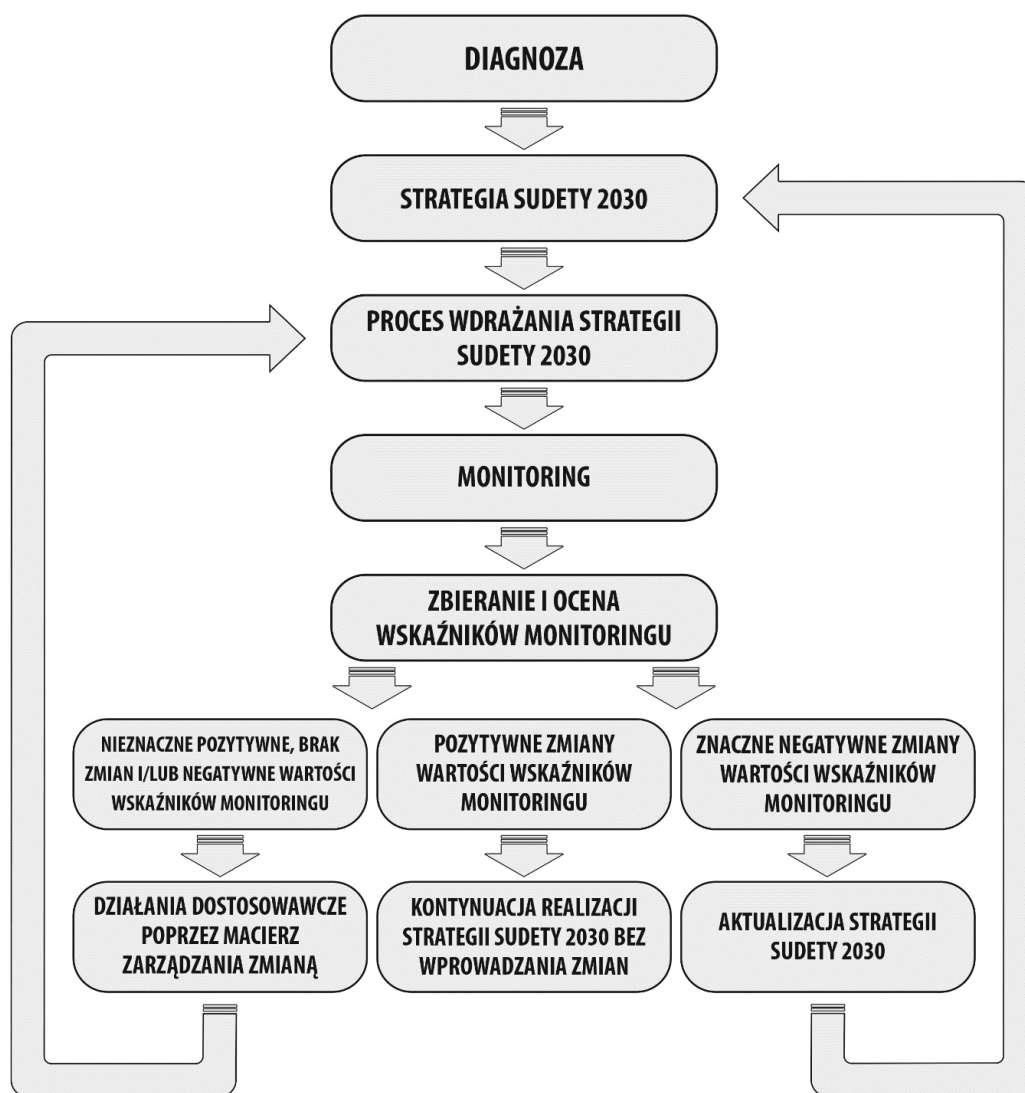 DIAGNOZA
STRATEGIA SUDETY 2030
PROCES WDRAŻANIA STRATEGII
SUDETY 2030
MONITORING
ZBIERANIE I OCENA
WSKAŹNIKÓW MONITORINGU
NIEZNACZNE POZYTYWNE, BRAK
ZMIAN I/LUB NEGATYWNE WARTOŚCI
WSKAŹNIKÓW MONITORINGU
POZYTYWNE ZMIANY
WARTOŚCI WSKAŹNIKÓW
MONITORINGU
ZNACZNE NEGATYWNE ZMIANY
WARTOŚCI WSKAŹNIKÓW
MONITORINGU
DZIAŁANIA DOSTOSOWAWCZE
POPRZEZ MACIERZ
ZARZĄDZANIA ZMIANĄ
KONTYNUACJA REALIZACJI
STRATEGII SUDETY 2030 BEZ
WPROWADZANIA ZMIAN
AKTUALIZACJA STRATEGII
SUDETY 2030